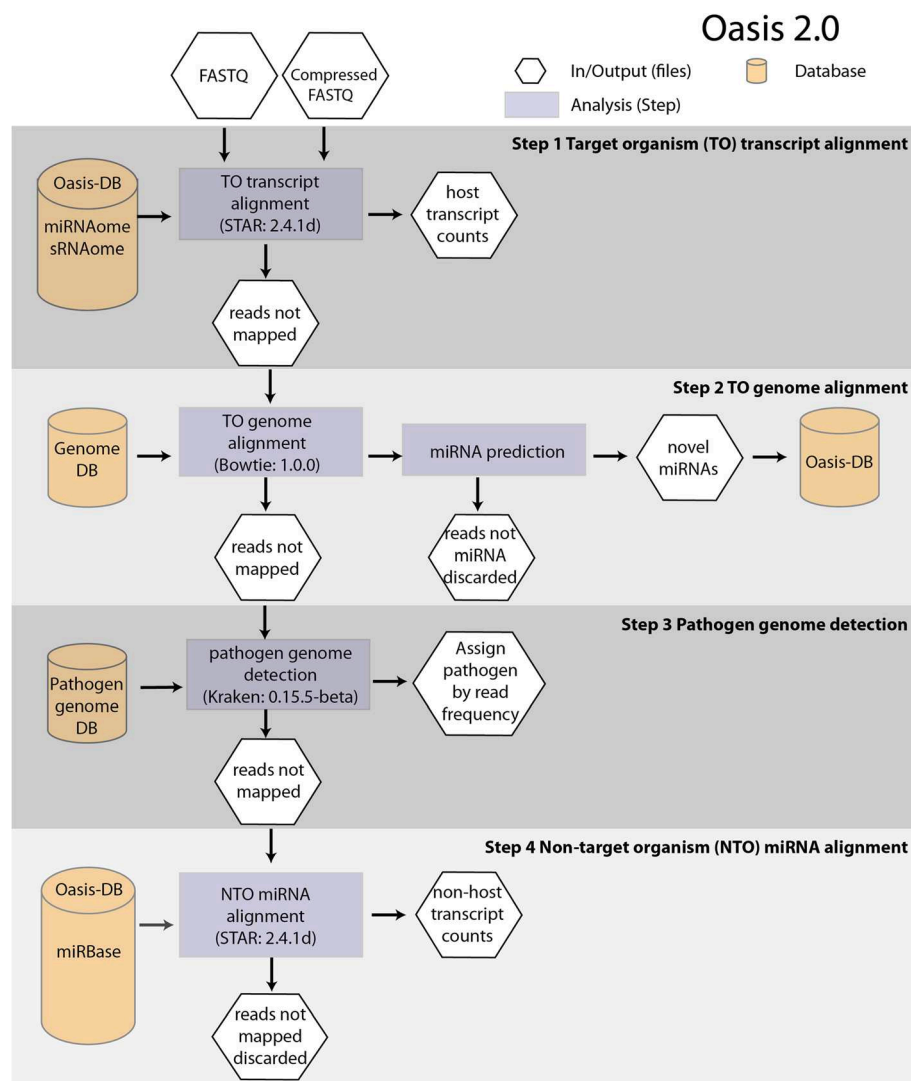 Oasis 2.0
FASTQ
Compressed
FASTQ
In/Output (files)
Database
Analysis (Step)
Step 1 Target organism (TO) transcript alignment
Oasis-DB
miRNAome
sRNAome
TO transcript
alignment
(STAR: 2.4.1d)
host
transcript
counts
reads not
mapped
Step 2 TO genome alignment
Genome
DB
TO genome
alignment
(Bowtie: 1.0.0)
miRNA prediction
novel
miRNAs
Oasis-DB
reads not
mapped
reads not
miRNA
discarded
Step 3 Pathogen genome detection
Pathogen
genome
DB
pathogen genome
detection
(Kraken: 0.15.5-beta)
Assign
pathogen
by read
frequency
reads not
mapped
Step 4 Non-target organism (NTO) miRNA alignment
Oasis-DB
miRBase
NTO miRNA
alignment
(STAR: 2.4.1d)
non-host
transcript
counts
reads not
mapped
discarded